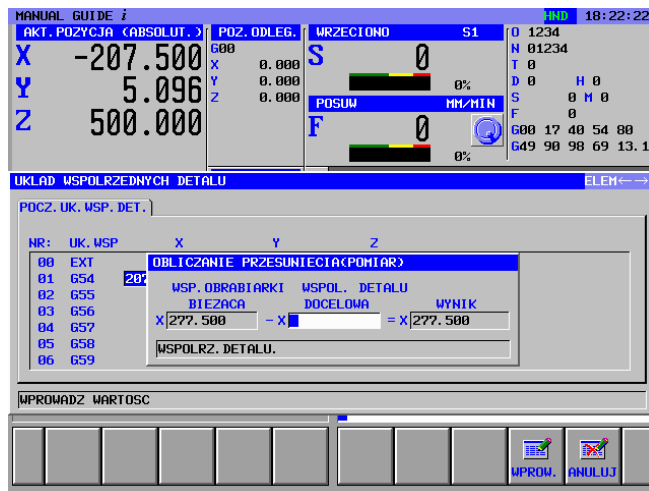 MANUAL GUIDE i HND 18:22:22
AKT.POZYCJA (ABSOLUT.) POZ.ODLEG. WRZECIONO S1 O 1234
X -207.500 G00 S 0 N 01234
X 0.000 T 0
Y 5.096 Y 0.000 0% D 0 H 0
Z 0.000 POSUW MM/MIN S 0 M 0
Z 500.000 F 0 F 0
G00 17 40 54 80
0% G49 90 98 69 13.1
UKLAD WSPOLRZEDNYCH DETALU ELEM←→
POCZ.UK.WSP.DET.
NR: UK.WSP X Y Z
00 EXT OBLICZANIE PRZESUNIECIA(POMIAR)
01 G54 207
02 G55 WSP.OBRABIARKI WSPOL. DETALU
03 G56 BIEZACA DOCELOWA WYNIK
04 G57 X 277.500 - X = X 277.500
05 G58 WSPOLRZ.DETALU.
06 G59
WPROWADZ WARTOSC
WPROW. ANULUJ